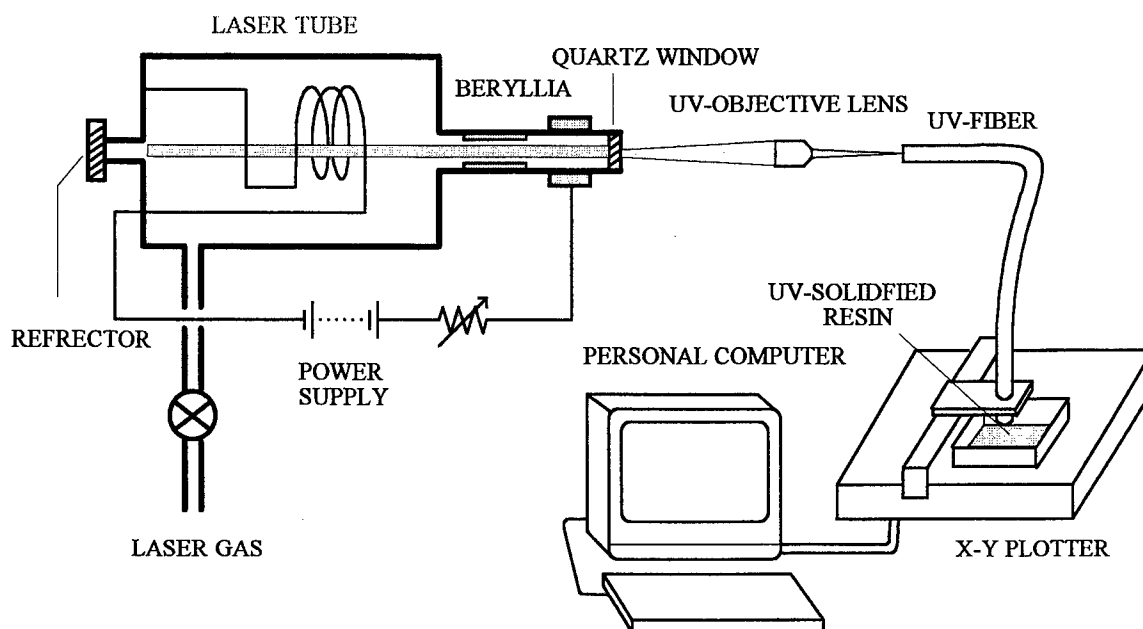 LASER TUBE
QUARTZ WINDOW
BERYLLIA
UV-OBJECTIVE LENS
UV-FIBER
REFRECTOR
POWER
SUPPLY
LASER GAS
UV-SOLIDFIED
RESIN
PERSONAL COMPUTER
X-Y PLOTTER